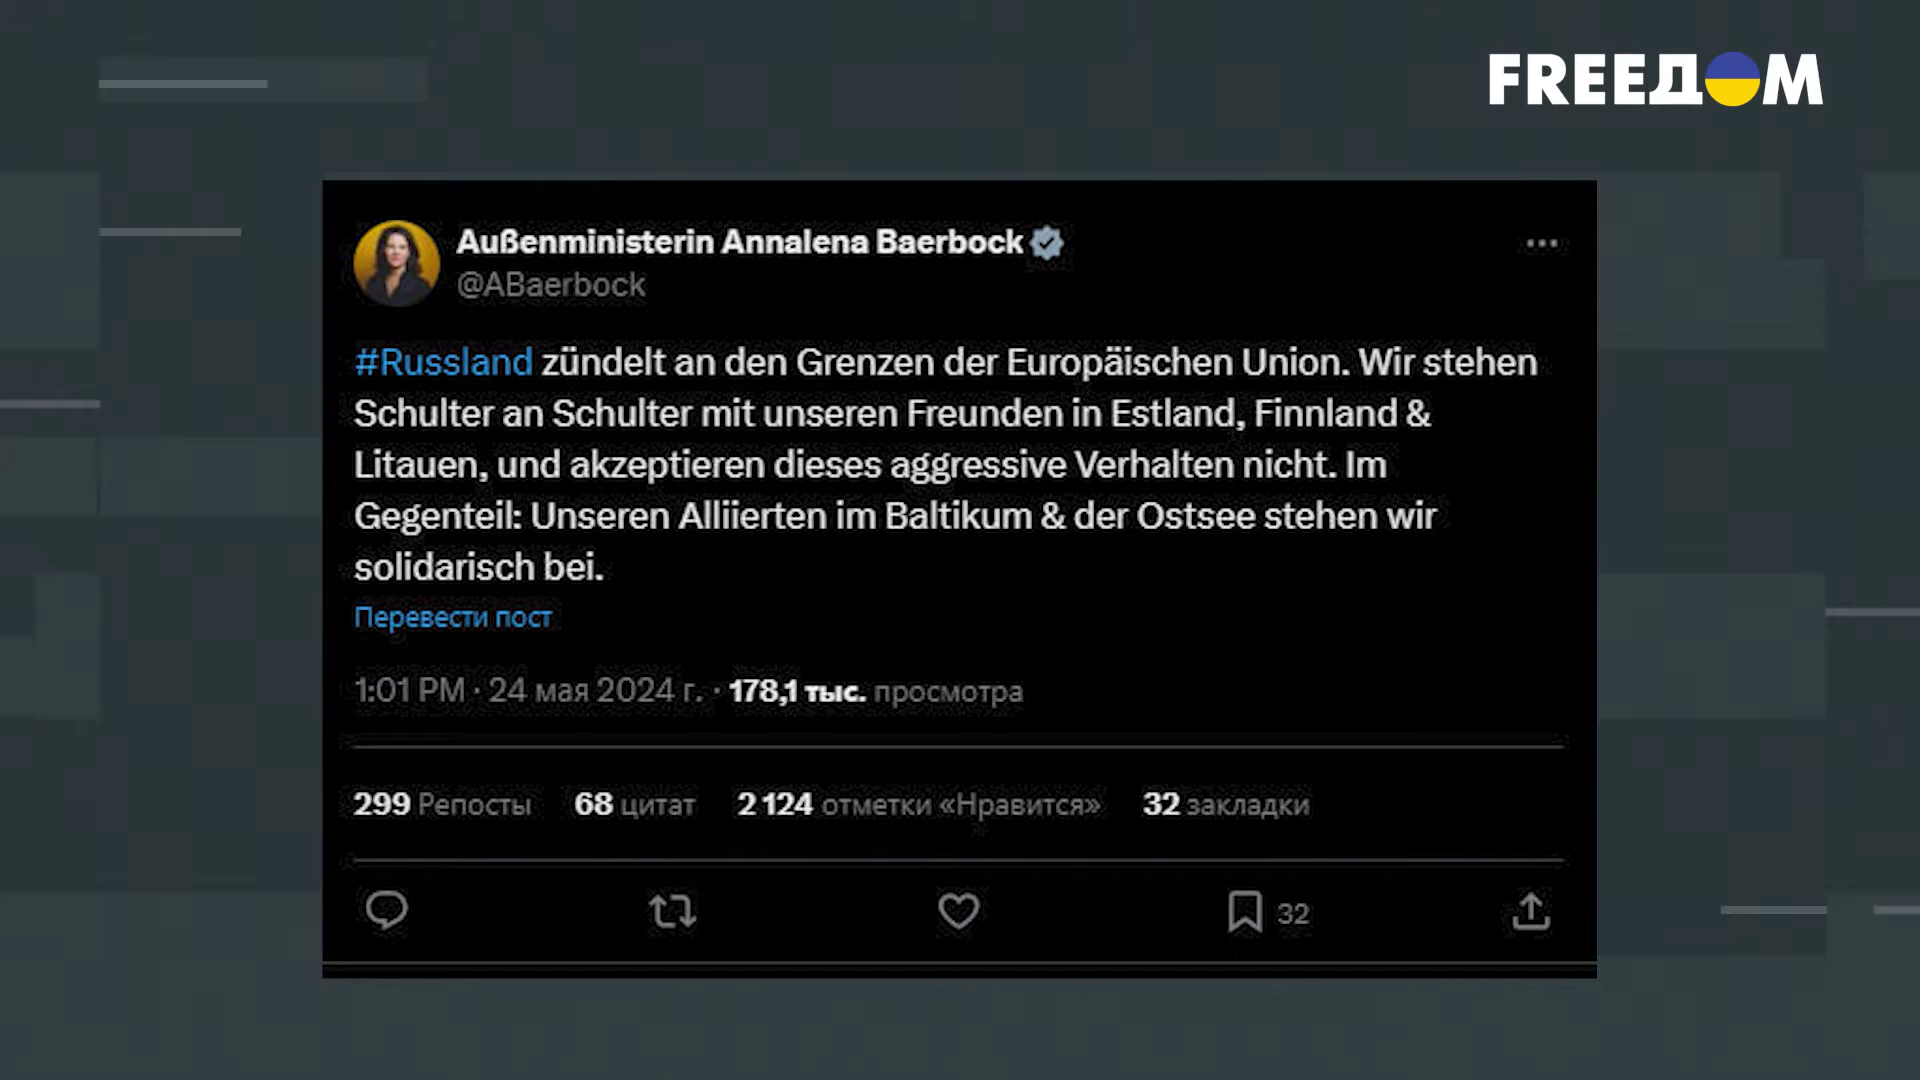 FREEДOM
Außenministerin Annalena Baerbock
@ABaerbock
#Russland zündelt an den Grenzen der Europäischen Union. Wir stehen
Schulter an Schulter mit unseren Freunden in Estland, Finnland &
Litauen, und akzeptieren dieses aggressive Verhalten nicht. Im
Gegenteil: Unseren Alliierten im Baltikum & der Ostsee stehen wir
solidarisch bei.
Перевести пост
1:01 PM · 24 мая 2024 г. · 178,1 тыс. просмотра
299 Репосты 68 цитат 2 124 отметки «Нравится» 32 закладки
32